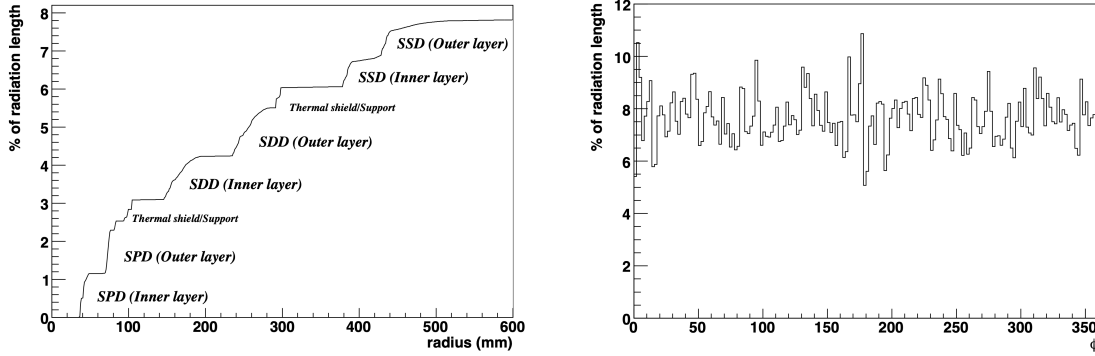 % of radiation length
8
7
6
5
4
3
2
1
0
SSD (Outer layer)
SSD (Inner layer)
Thermal shield/Support
SDD (Outer layer)
SDD (Inner layer)
Thermal shield/Support
SPD (Outer layer)
SPD (Inner layer)
0 100 200 300 400 500 600
radius (mm)
% of radiation length
12
10
8
6
4
2
0
0 50 100 150 200 250 300 350
ϕ